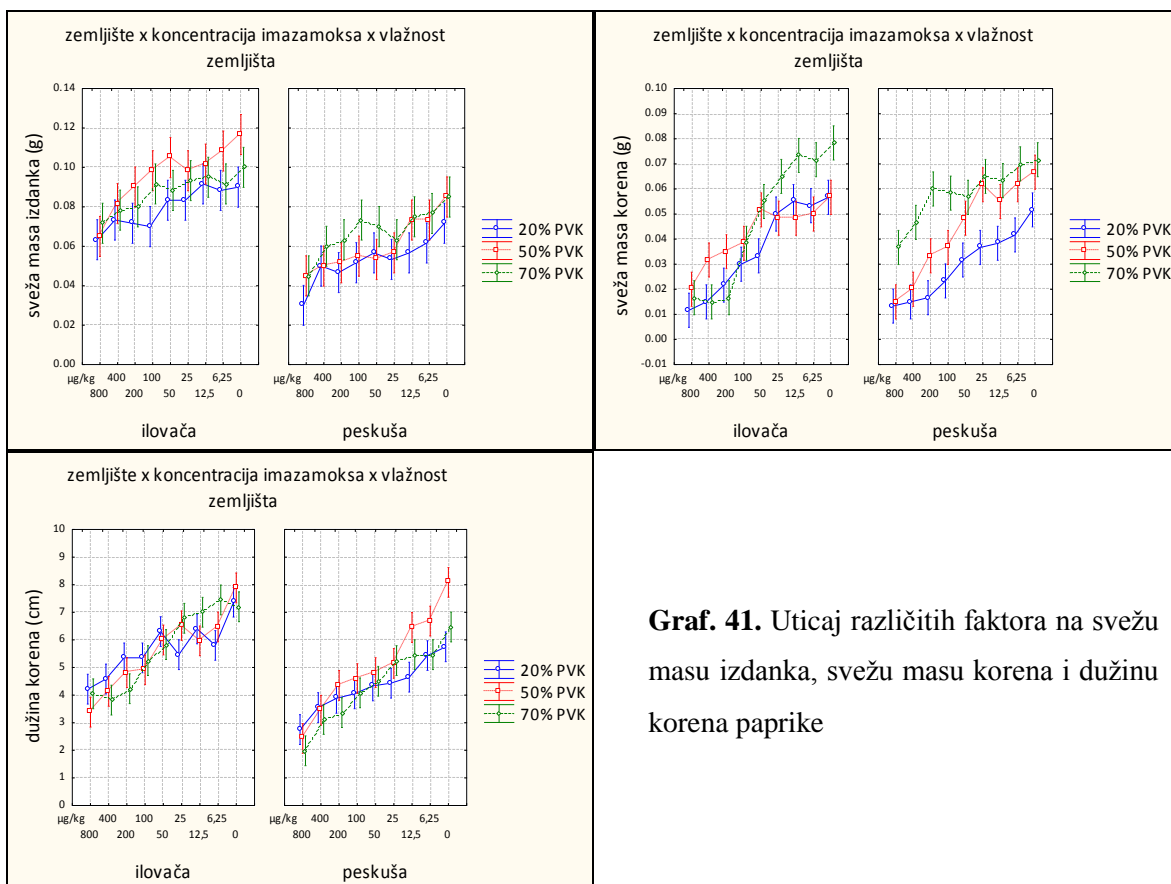 zemljište x koncentracija imazamoksa x vlažnost
zemljišta
sveža masa izdanka (g)
0.14
0.12
0.10
0.08
0.06
0.04
0.02
0.00
µg/kg 400 100 25 6,25
800 200 50 12,5 0
ilovača
µg/kg 400 100 25 6,25
800 200 50 12,5 0
peskuša
20% PVK
50% PVK
70% PVK
zemljište x koncentracija imazamoksa x vlažnost
zemljišta
sveža masa korena (g)
0.10
0.09
0.08
0.07
0.06
0.05
0.04
0.03
0.02
0.01
0.00
-0.01
µg/kg 400 100 25 6,25
800 200 50 12,5 0
ilovača
µg/kg 400 100 25 6,25
800 200 50 12,5 0
peskuša
20% PVK
50% PVK
70% PVK
zemljište x koncentracija imazamoksa x vlažnost
zemljišta
dužina korena (cm)
10
9
8
7
6
5
4
3
2
1
0
µg/kg 400 100 25 6,25
800 200 50 12,5 0
ilovača
µg/kg 400 100 25 6,25
800 200 50 12,5 0
peskuša
20% PVK
50% PVK
70% PVK
Graf. 41. Uticaj različitih faktora na svežu
masu izdanka, svežu masu korena i dužinu
korena paprike